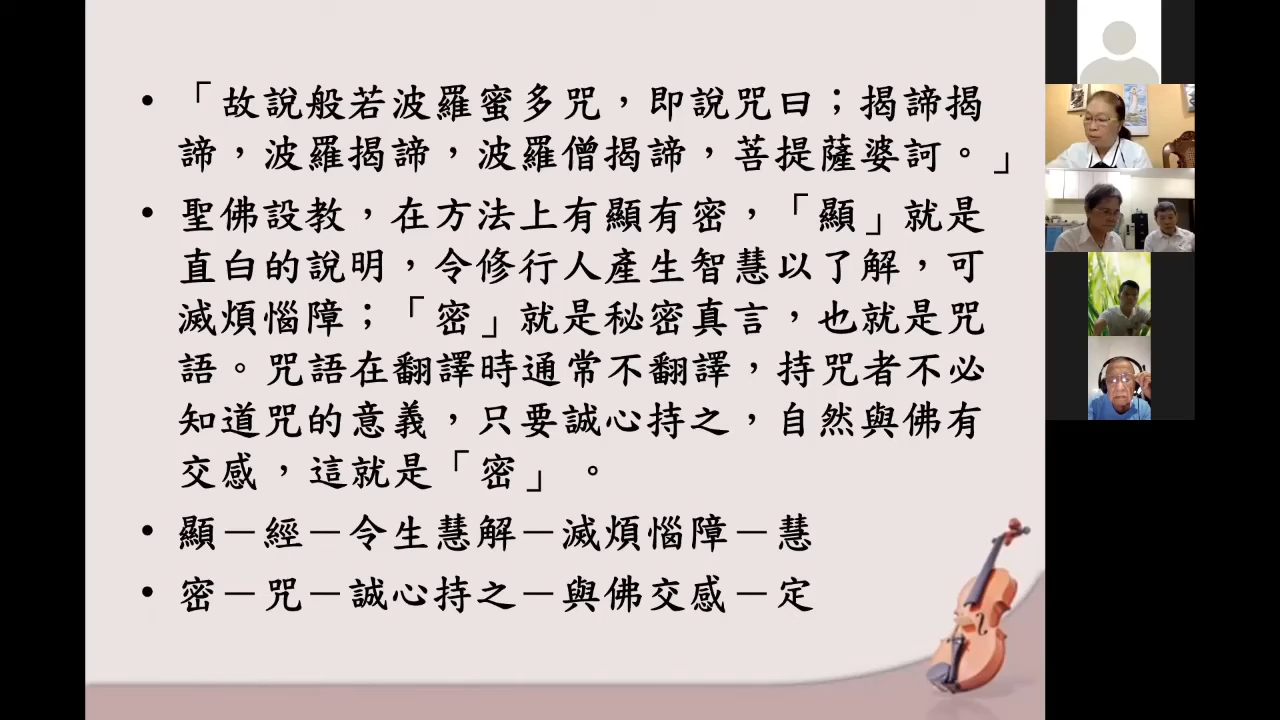 •「故說般若波羅蜜多咒，即說咒曰；揭諦揭
諦，波羅揭諦，波羅僧揭諦，菩提薩婆訶。」
•聖佛設教，在方法上有顯有密，「顯」就是
直白的說明，令修行人產生智慧以了解，可
滅煩惱障；「密」就是秘密真言，也就是咒
語。咒語在翻譯時通常不翻譯，持咒者不必
知道咒的意義，只要誠心持之，自然與佛有
交感，這就是「密」。
•顯－經－令生慧解－滅煩惱障－慧
•密－咒－誠心持之－與佛交感－定